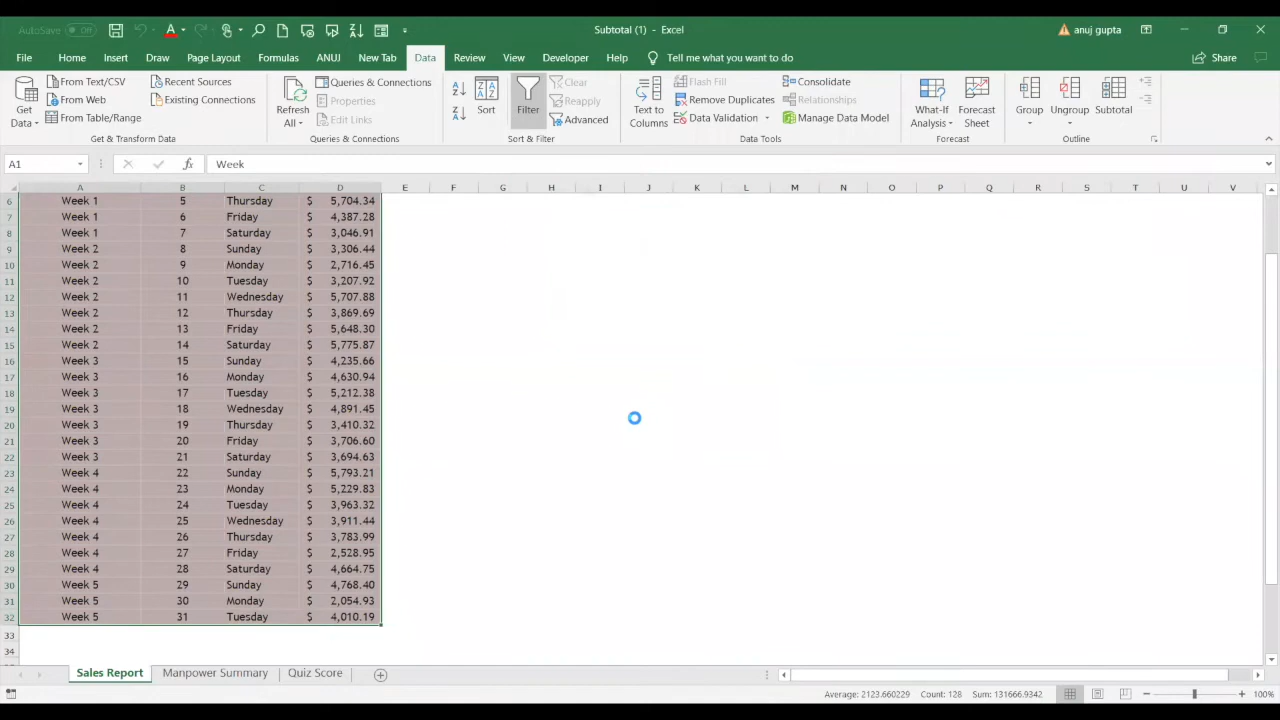 AutoSave Off Subtotal (1) - Excel anuj gupta
File Home Insert Draw Page Layout Formulas ANUJ New Tab Data Review View Developer Help Tell me what you want to do Share
Get Data
From Text/CSV
From Web
From Table/Range
Recent Sources
Existing Connections
Get & Transform Data
Refresh All
Queries & Connections
Properties
Edit Links
Queries & Connections
Sort
Filter
Clear
Reapply
Advanced
Sort & Filter
Text to Columns
Flash Fill
Remove Duplicates
Data Validation
Consolidate
Relationships
Manage Data Model
Data Tools
What-If Analysis
Forecast Sheet
Forecast
Group
Ungroup
Subtotal
Outline
A1 fx Week
A B C D E F G H I J K L M N O P Q R S T U V
6 Week 1 5 Thursday $ 5,704.34
7 Week 1 6 Friday $ 4,387.28
8 Week 1 7 Saturday $ 3,046.91
9 Week 2 8 Sunday $ 3,306.44
10 Week 2 9 Monday $ 2,716.45
11 Week 2 10 Tuesday $ 3,207.92
12 Week 2 11 Wednesday $ 5,707.88
13 Week 2 12 Thursday $ 3,869.69
14 Week 2 13 Friday $ 5,648.30
15 Week 2 14 Saturday $ 5,775.87
16 Week 3 15 Sunday $ 4,235.66
17 Week 3 16 Monday $ 4,630.94
18 Week 3 17 Tuesday $ 5,212.38
19 Week 3 18 Wednesday $ 4,891.45
20 Week 3 19 Thursday $ 3,410.32
21 Week 3 20 Friday $ 3,706.60
22 Week 3 21 Saturday $ 3,694.63
23 Week 4 22 Sunday $ 5,793.21
24 Week 4 23 Monday $ 5,229.83
25 Week 4 24 Tuesday $ 3,963.32
26 Week 4 25 Wednesday $ 3,911.44
27 Week 4 26 Thursday $ 3,783.99
28 Week 4 27 Friday $ 2,528.95
29 Week 4 28 Saturday $ 4,664.75
30 Week 5 29 Sunday $ 4,768.40
31 Week 5 30 Monday $ 2,054.93
32 Week 5 31 Tuesday $ 4,010.19
33
34
Sales Report Manpower Summary Quiz Score
Average: 2123.660229 Count: 128 Sum: 131666.9342 100%